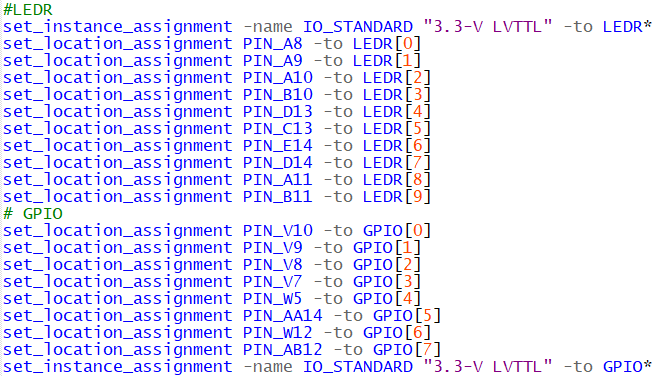 #LEDR
set_instance_assignment -name IO_STANDARD "3.3-V LVTTL" -to LEDR*
set_location_assignment PIN_A8 -to LEDR[0]
set_location_assignment PIN_A9 -to LEDR[1]
set_location_assignment PIN_A10 -to LEDR[2]
set_location_assignment PIN_B10 -to LEDR[3]
set_location_assignment PIN_D13 -to LEDR[4]
set_location_assignment PIN_C13 -to LEDR[5]
set_location_assignment PIN_E14 -to LEDR[6]
set_location_assignment PIN_D14 -to LEDR[7]
set_location_assignment PIN_A11 -to LEDR[8]
set_location_assignment PIN_B11 -to LEDR[9]
# GPIO
set_location_assignment PIN_V10 -to GPIO[0]
set_location_assignment PIN_V9 -to GPIO[1]
set_location_assignment PIN_V8 -to GPIO[2]
set_location_assignment PIN_V7 -to GPIO[3]
set_location_assignment PIN_W5 -to GPIO[4]
set_location_assignment PIN_AA14 -to GPIO[5]
set_location_assignment PIN_W12 -to GPIO[6]
set_location_assignment PIN_AB12 -to GPIO[7]
set_instance_assignment -name IO_STANDARD "3.3-V LVTTL" -to GPIO*